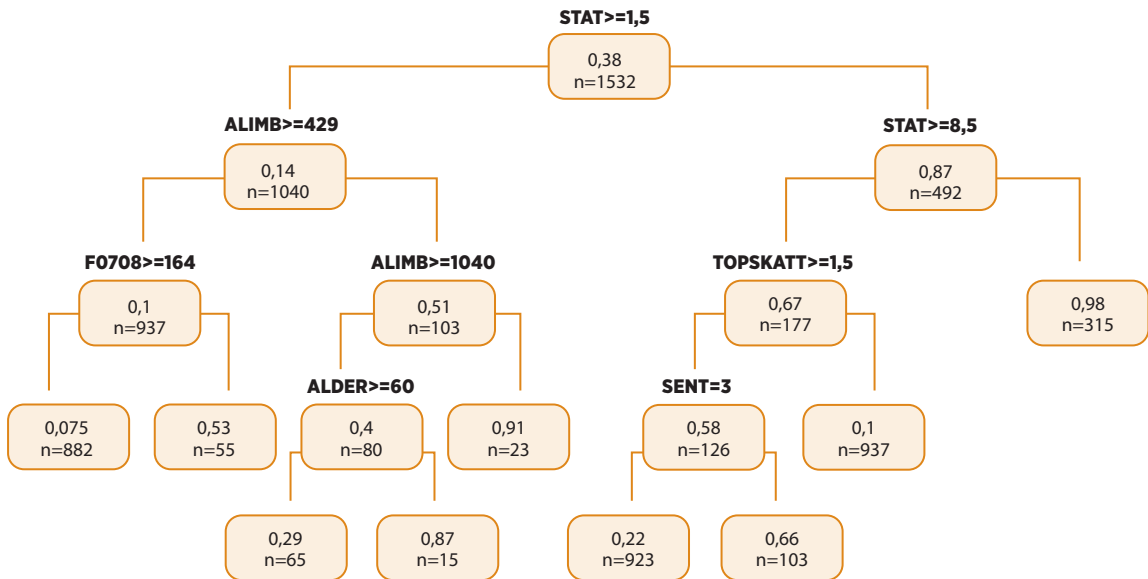 STAT>=1,5
0,38
n=1532
ALIMB>=429
STAT>=8,5
0,14
n=1040
0,87
n=492
F0708>=164
ALIMB>=1040
TOPSKATT>=1,5
0,1
n=937
0,51
n=103
0,67
n=177
0,98
n=315
ALDER>=60
SENT=3
0,075
n=882
0,53
n=55
0,4
n=80
0,91
n=23
0,58
n=126
0,1
n=937
0,29
n=65
0,87
n=15
0,22
n=923
0,66
n=103